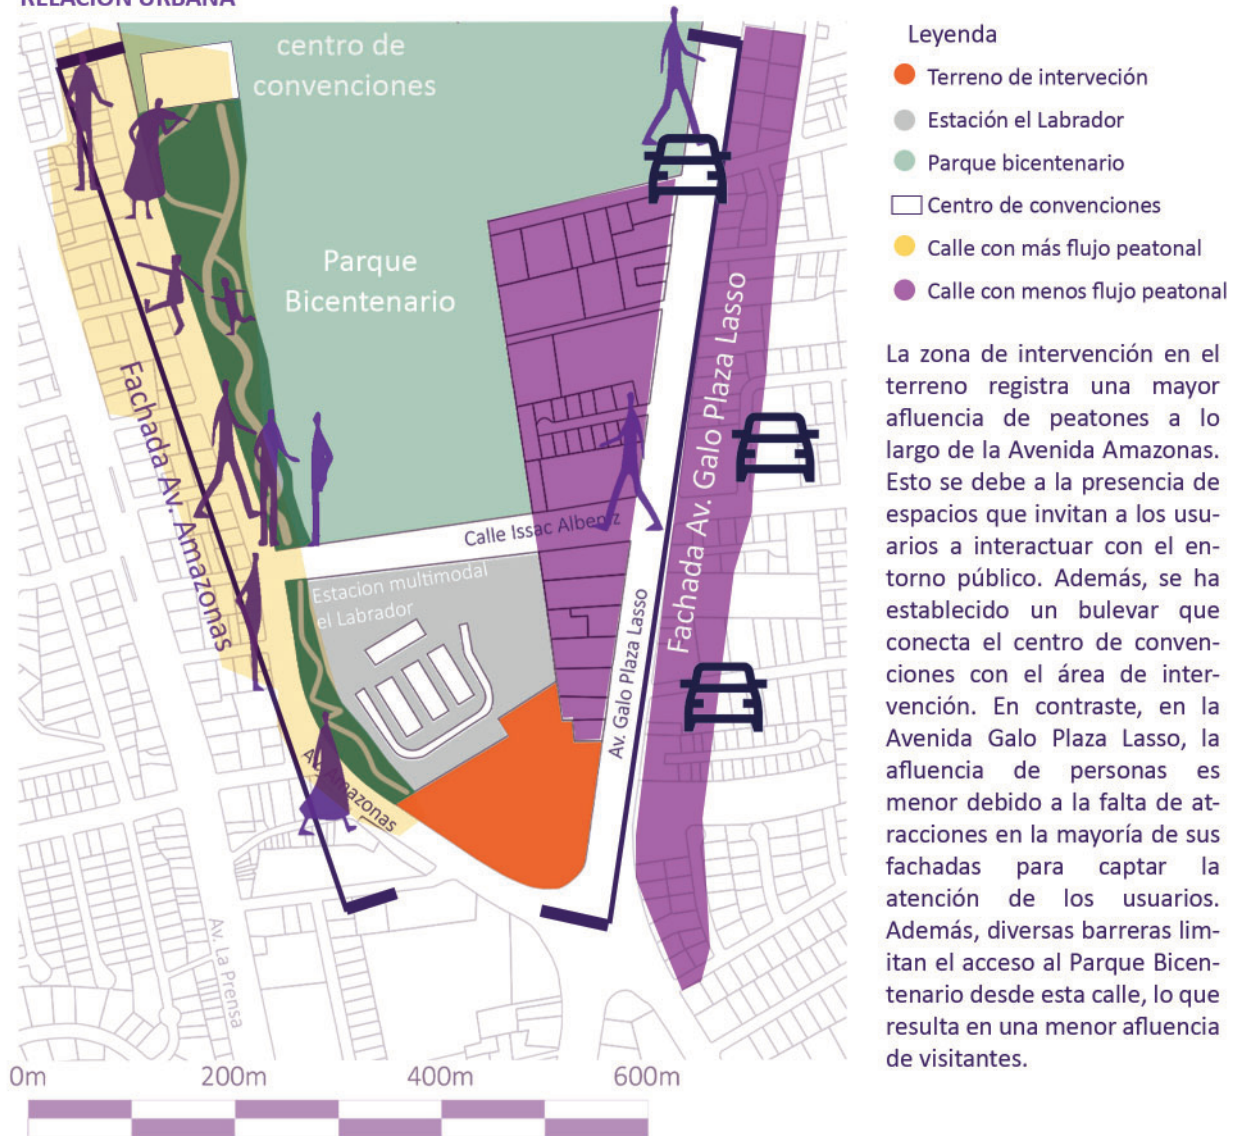 RELACIÓN URBANA
centro de
convenciones
Parque
Bicentenario
Fachada Av. Amazonas
Calle Issac Albeniz
Estacion multimodal
el Labrador
Av. Amazonas
Av. La Prensa
Av. Galo Plaza Lasso
Fachada Av. Galo Plaza Lasso
0m 200m 400m 600m
Leyenda
Terreno de interveción
Estación el Labrador
Parque bicentenario
Centro de convenciones
Calle con más flujo peatonal
Calle con menos flujo peatonal
La zona de intervención en el
terreno registra una mayor
afluencia de peatones a lo
largo de la Avenida Amazonas.
Esto se debe a la presencia de
espacios que invitan a los usu-
arios a interactuar con el en-
torno público. Además, se ha
establecido un bulevar que
conecta el centro de conven-
ciones con el área de inter-
vención. En contraste, en la
Avenida Galo Plaza Lasso, la
afluencia de personas es
menor debido a la falta de at-
racciones en la mayoría de sus
fachadas para captar la
atención de los usuarios.
Además, diversas barreras lim-
itan el acceso al Parque Bicen-
tenario desde esta calle, lo que
resulta en una menor afluencia
de visitantes.